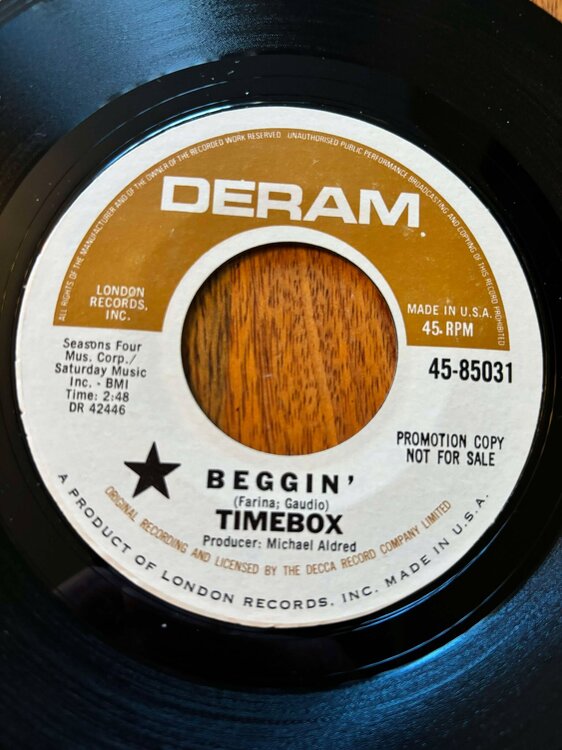 ALL RIGHTS OF THE MANUFACTURER AND OF THE OWNER OF THE RECORDED WORK RESERVED UNAUTHORISED PUBLIC PERFORMANCE BROADCASTING AND COPYING OF THIS RECORD PROHIBITED
DERAM
LONDON
RECORDS,
INC.
MADE IN U.S.A.
45 RPM
Seasons Four
Mus. Corp./
Saturday Music
Inc. - BMI
Time: 2:48
DR 42446
45-85031
PROMOTION COPY
NOT FOR SALE
BEGGIN'
(Farina; Gaudio)
TIMEBOX
Producer: Michael Aldred
ORIGINAL RECORDING AND LICENSED BY THE DECCA RECORD COMPANY LIMITED
A PRODUCT OF LONDON RECORDS, INC. MADE IN U.S.A.